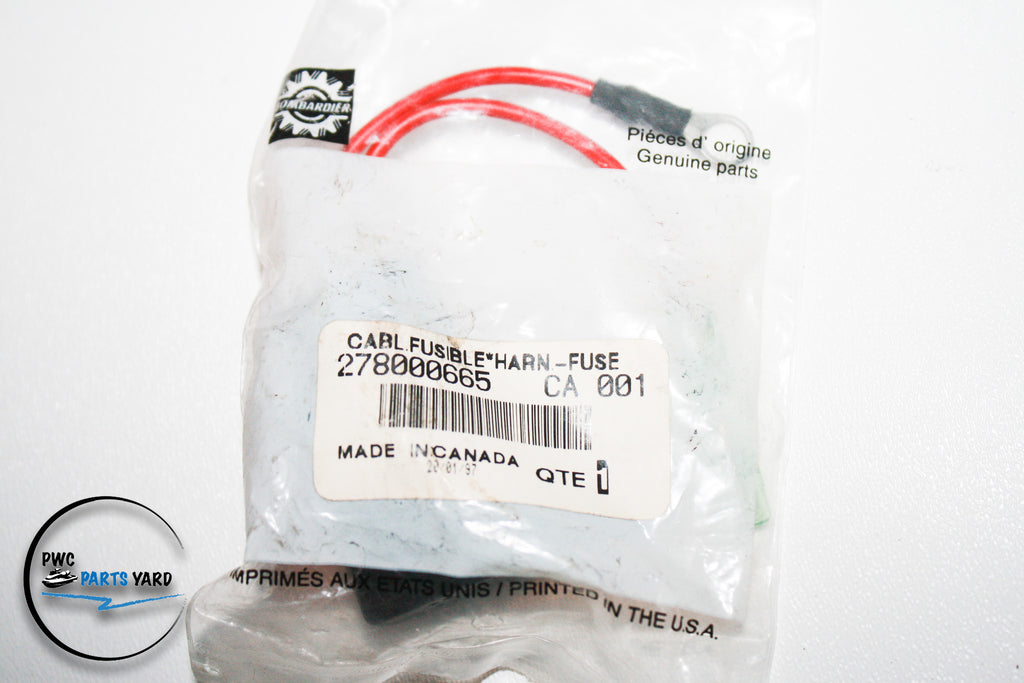 BOMBARDIER
Piéces d' origine
Genuine parts
CABL.FUSIBLE*HARN-FUSE
278000665 CA 001
MADE IN CANADA
20/01/97
QTE 1
IMPRIMÉS AUX ETATS UNIS / PRINTED IN THE U.S.A.
PWC
PARTS YARD